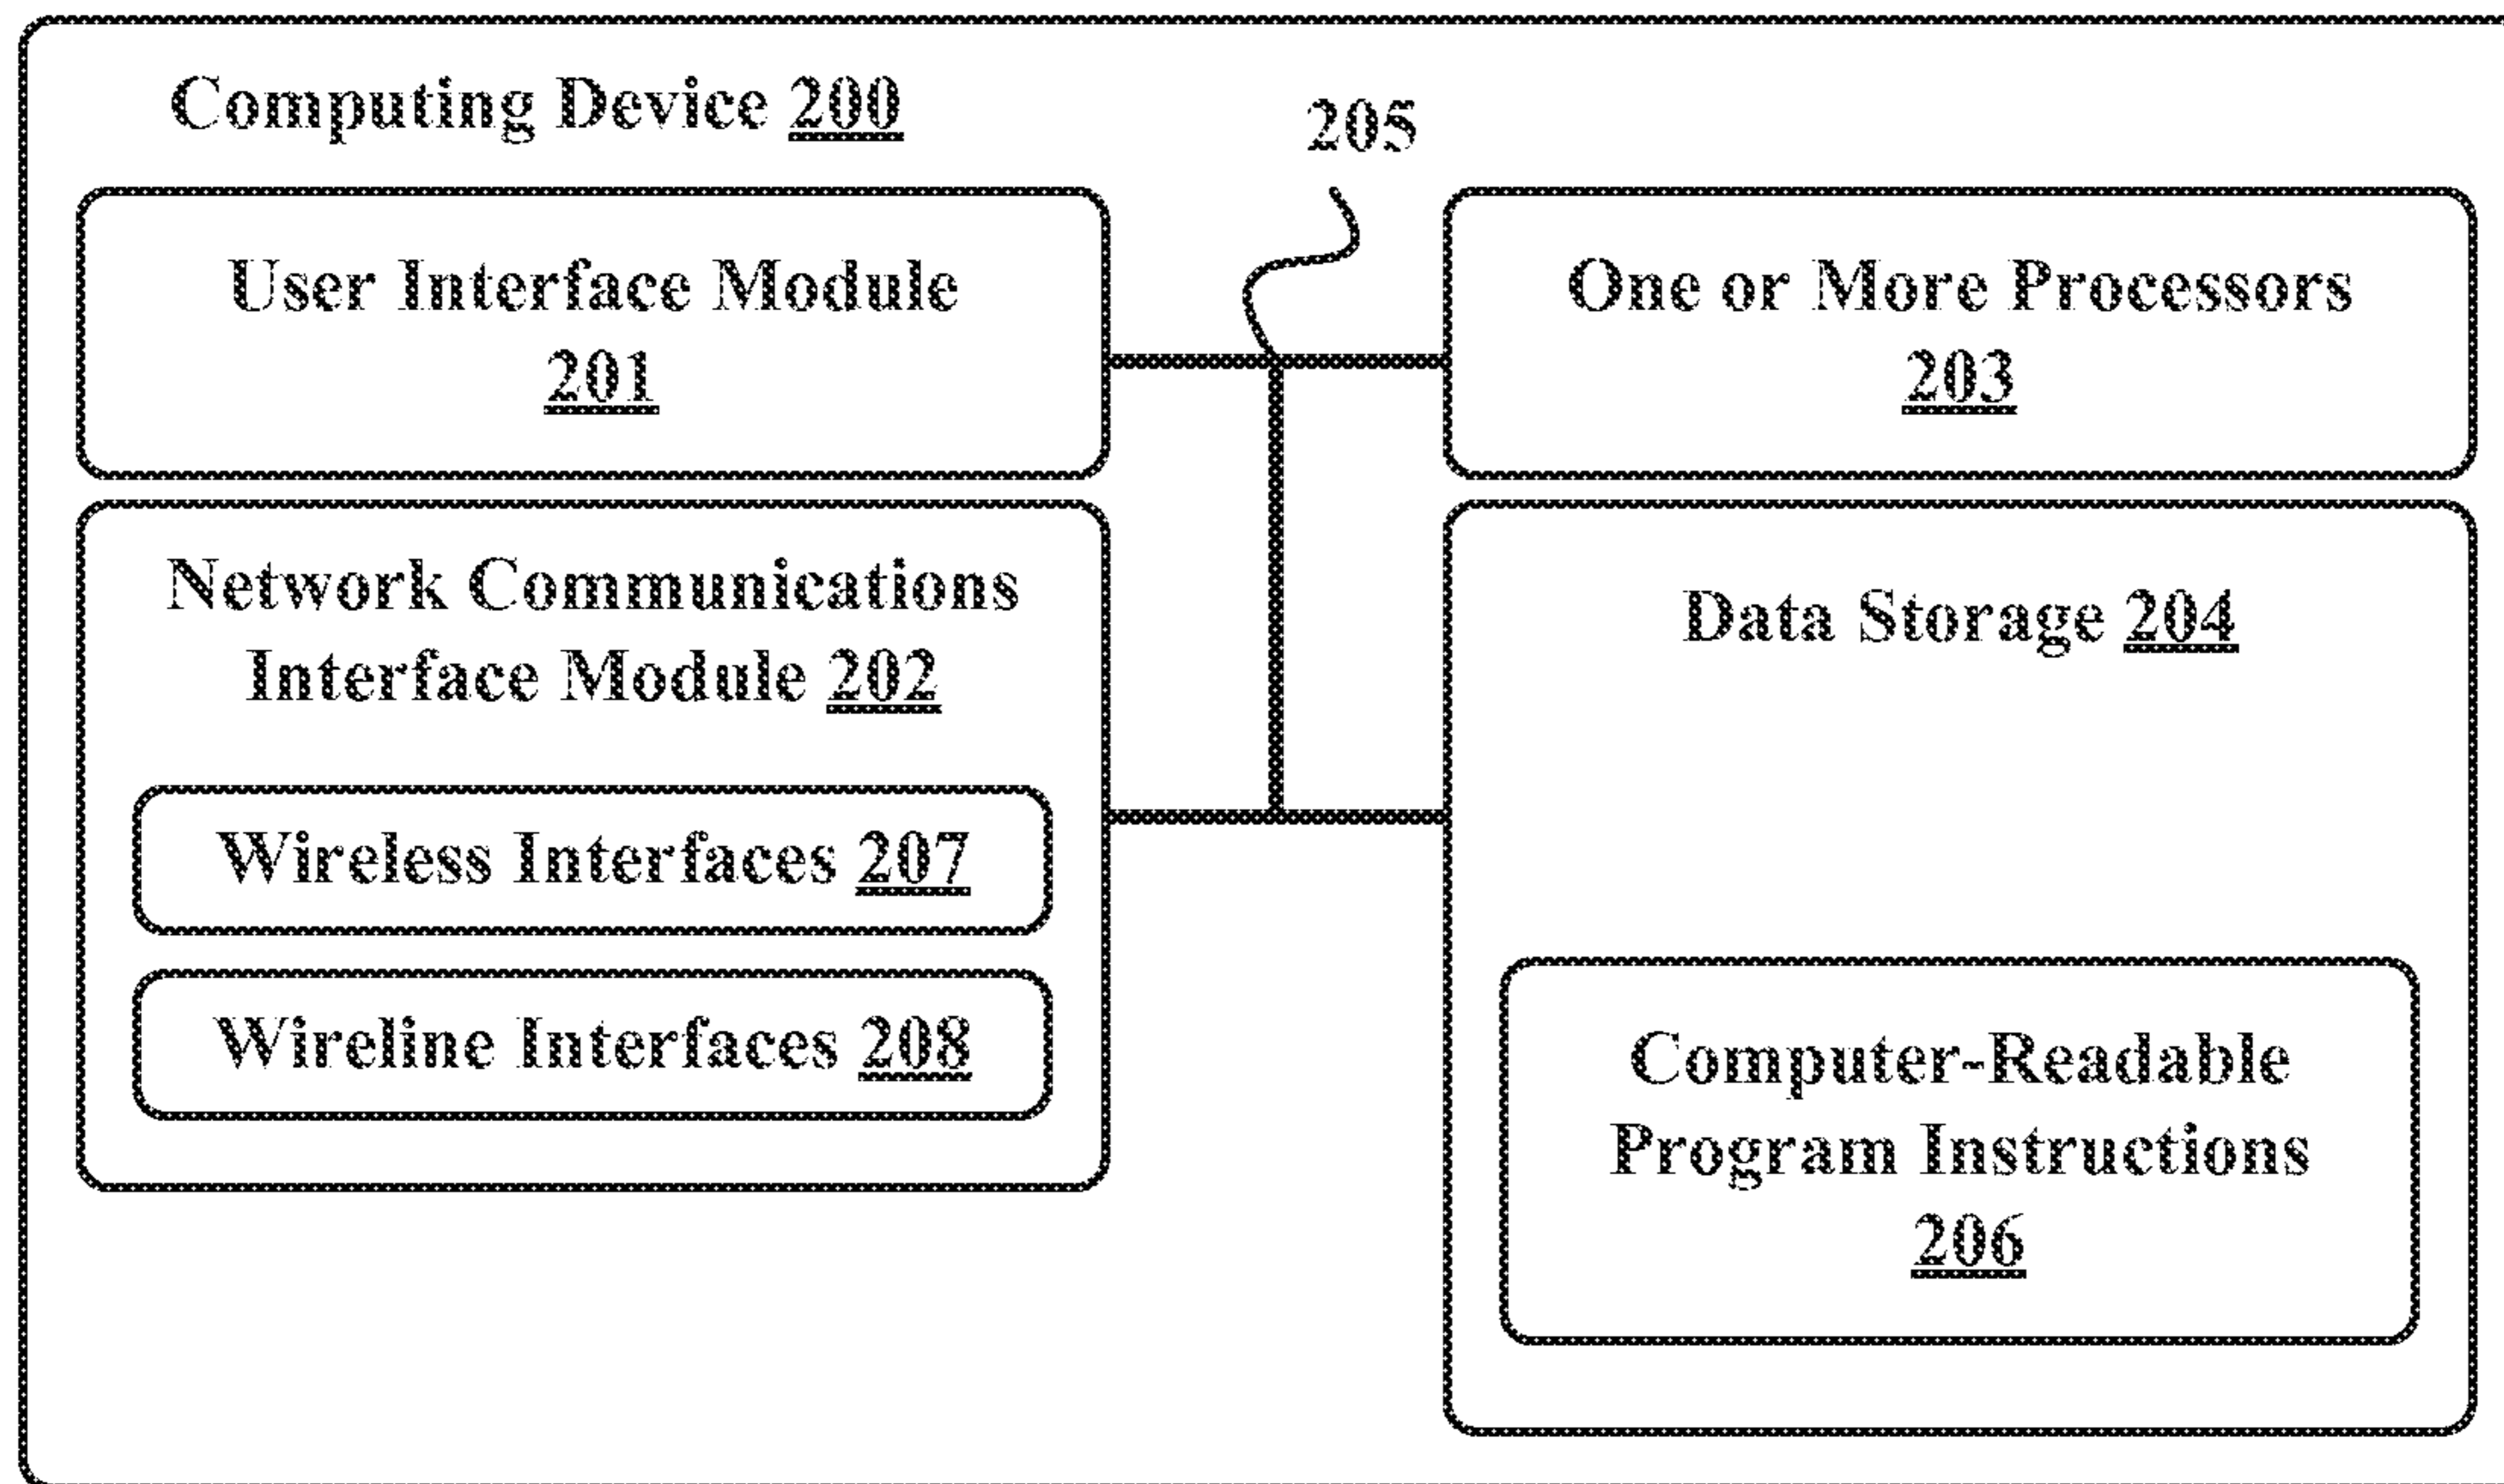 Computing Device 200
205
User Interface Module
201
One or More Processors
203
Network Communications
Interface Module 202
Wireless Interfaces 207
Wireline Interfaces 208
Data Storage 204
Computer-Readable
Program Instructions
206